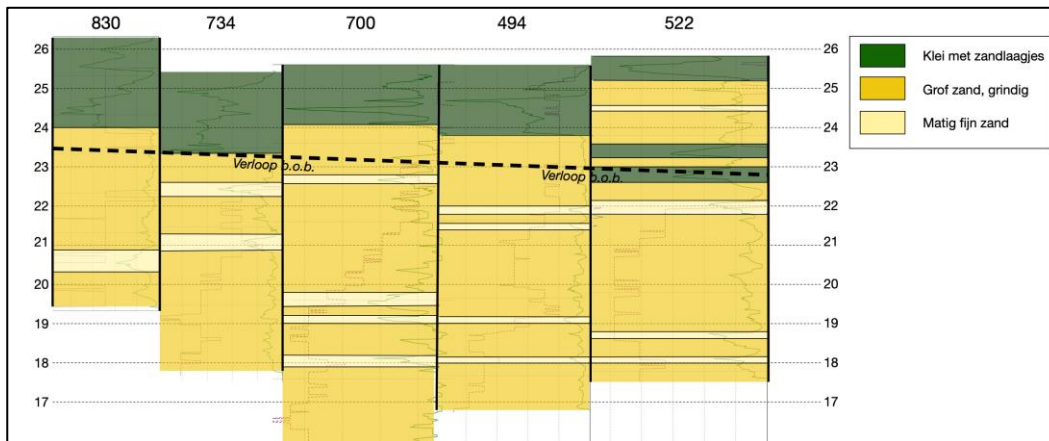 830 734 700 494 522
26 26
25 25
24 24
23 23
22 22
21 21
20 20
19 19
18 18
17 17
Verloop b.o.b.
Verloop b.o.b.
Klei met zandlaagjes
Grof zand, grindig
Matig fijn zand